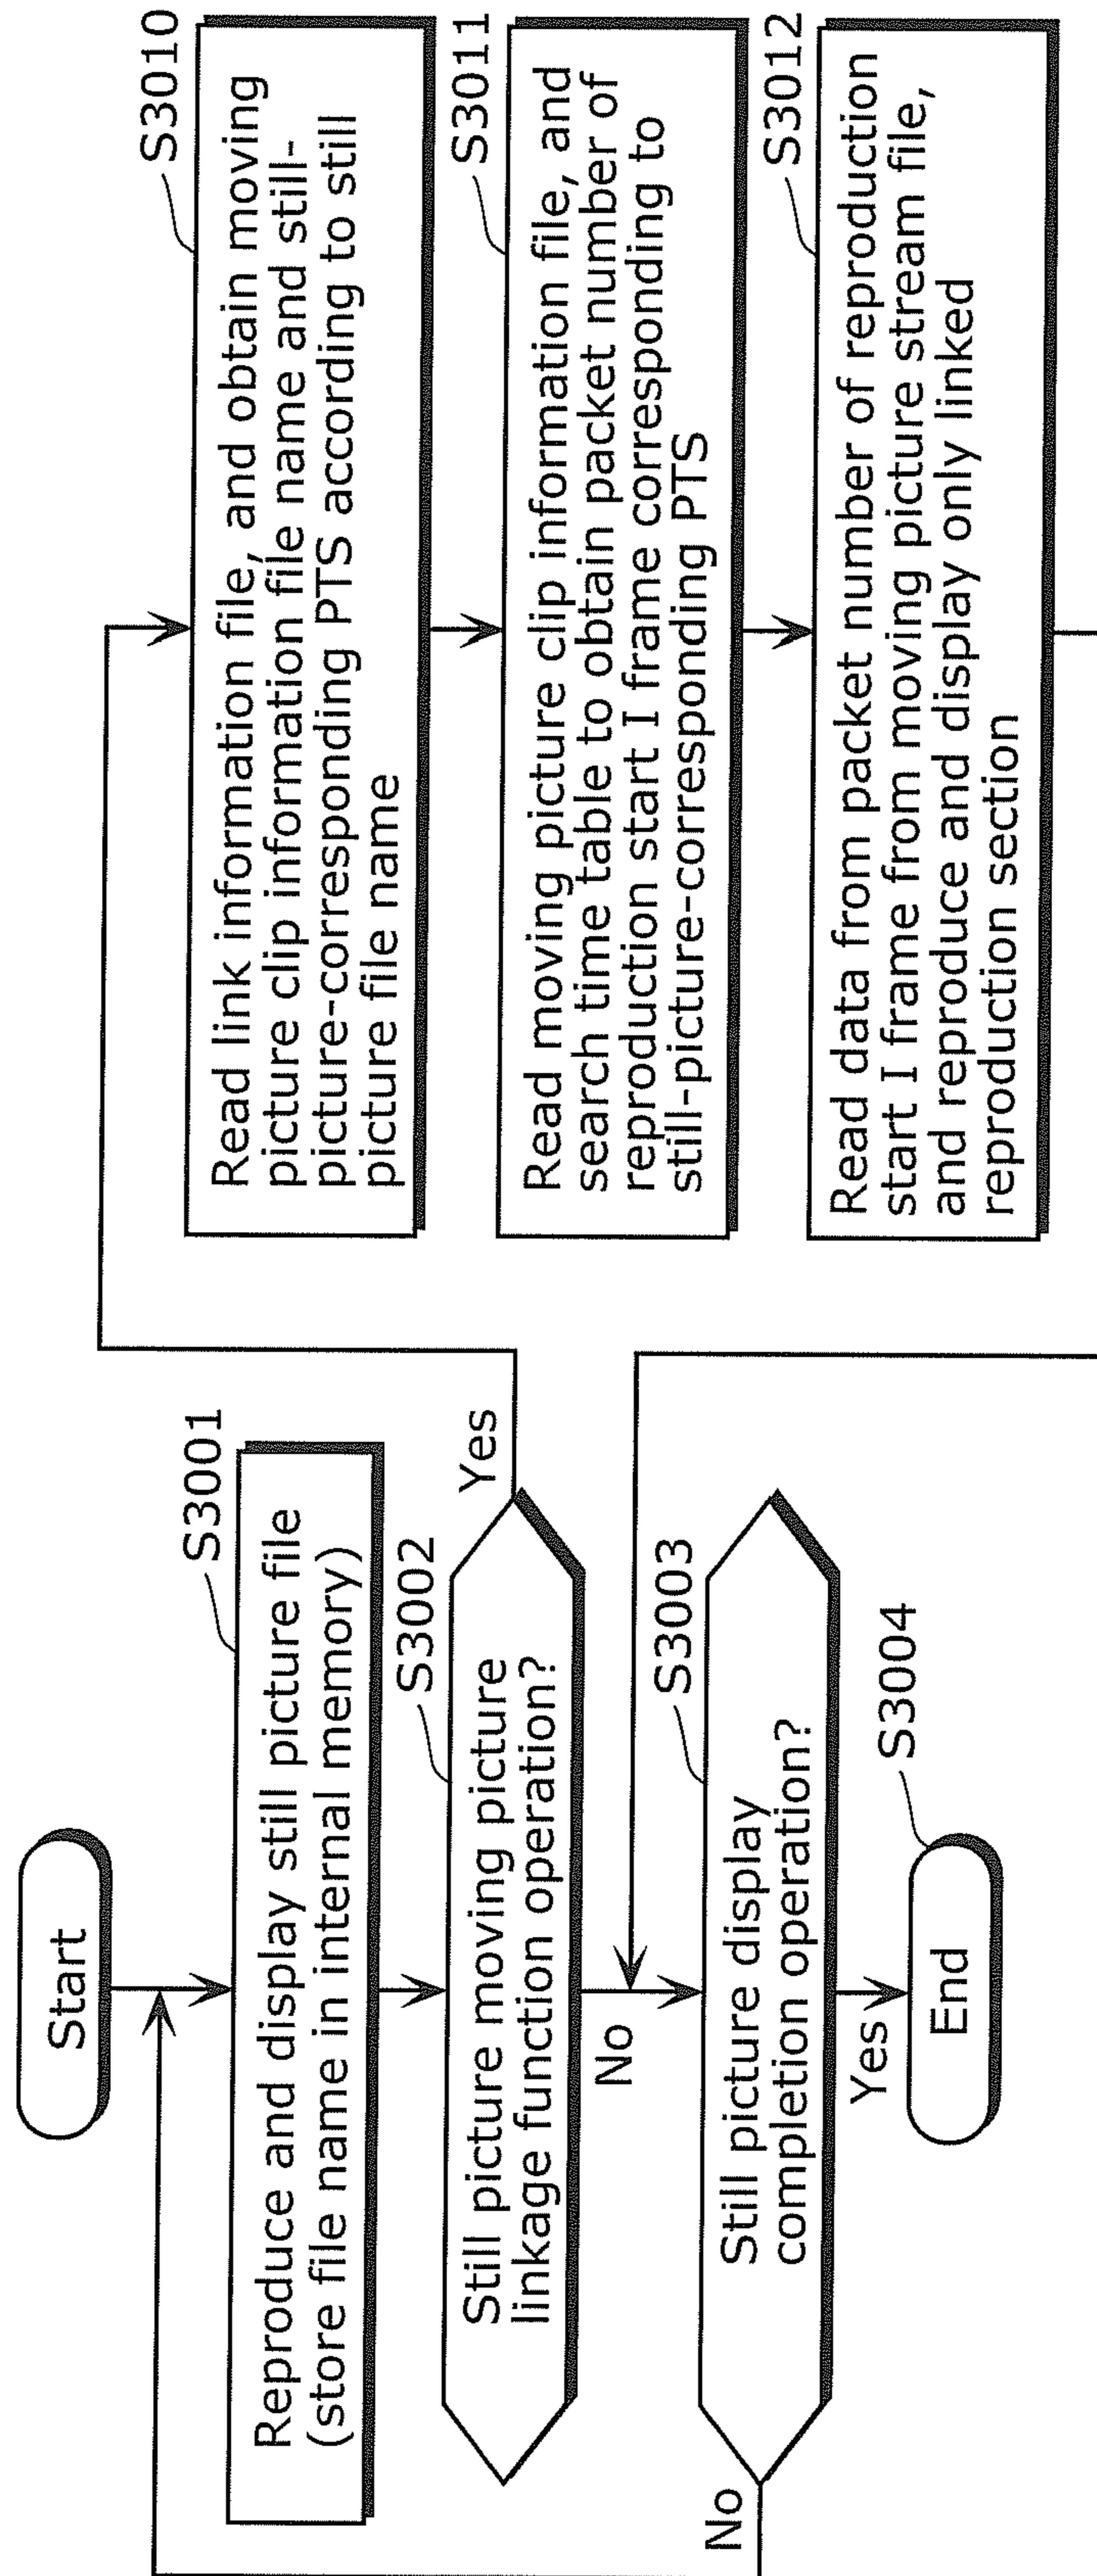 Start
S3001
Reproduce and display still picture file
(store file name in internal memory)
S3002
Still picture moving picture
linkage function operation?
Yes
No
S3003
Still picture display
completion operation?
No
Yes
S3004
End
S3010
Read link information file, and obtain moving
picture clip information file name and still-
picture-corresponding PTS according to still
picture file name
S3011
Read moving picture clip information file, and
search time table to obtain packet number of
reproduction start I frame corresponding to
still-picture-corresponding PTS
S3012
Read data from packet number of reproduction
start I frame from moving picture stream file,
and reproduce and display only linked
reproduction section